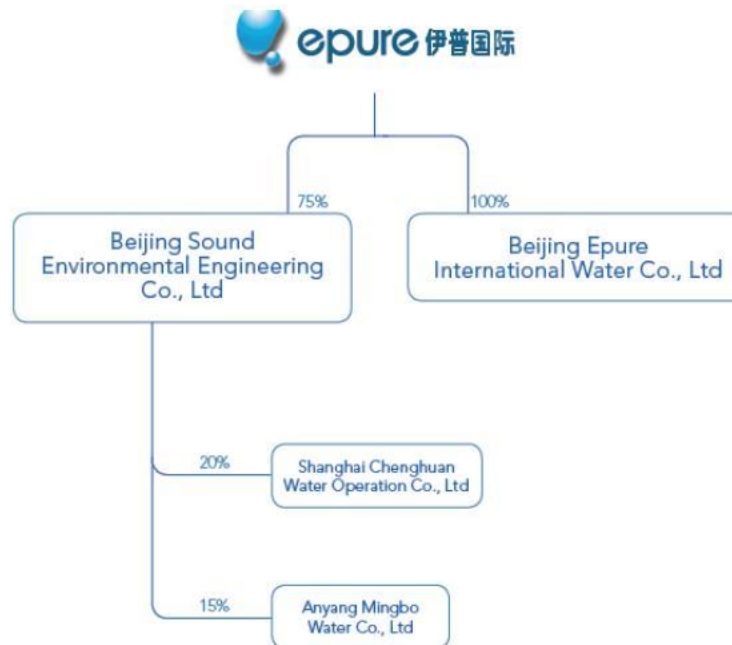 epure 伊普国际
75%
100%
Beijing Sound
Environmental Engineering
Co., Ltd
Beijing Epure
International Water Co., Ltd
20%
Shanghai Chenghuan
Water Operation Co., Ltd
15%
Anyang Mingbo
Water Co., Ltd